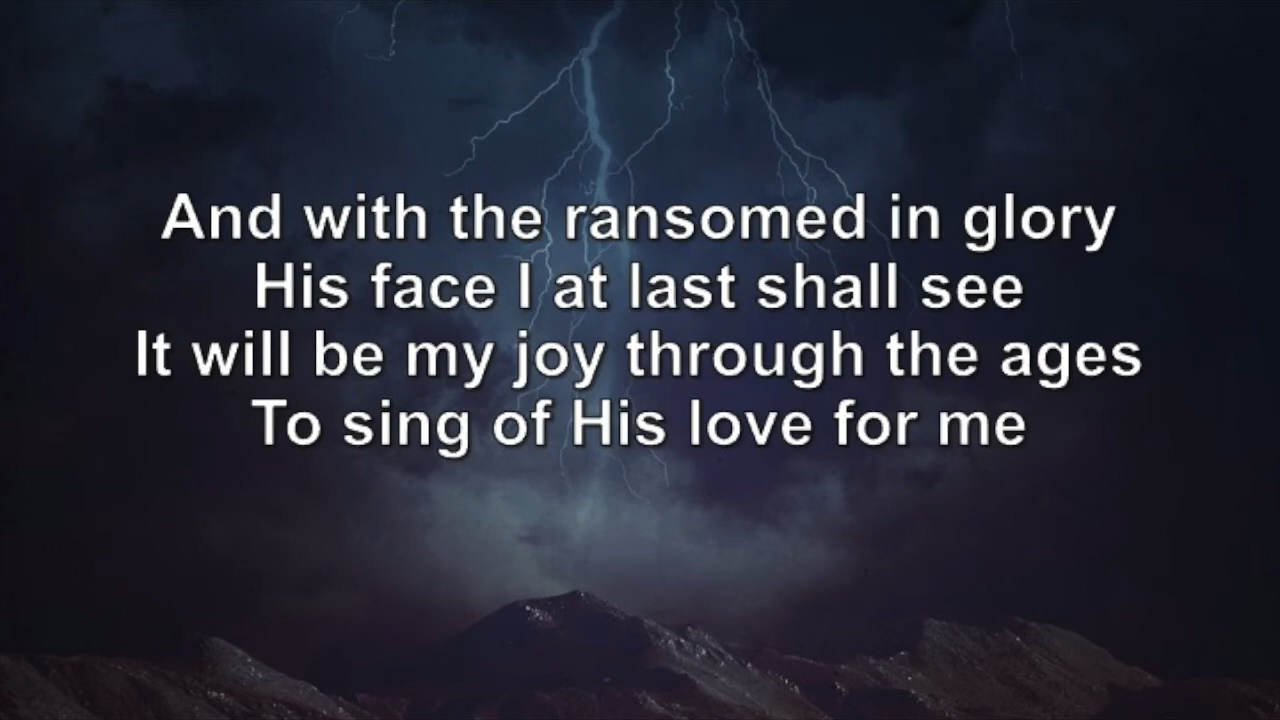 And with the ransomed in glory
His face I at last shall see
It will be my joy through the ages
To sing of His love for me